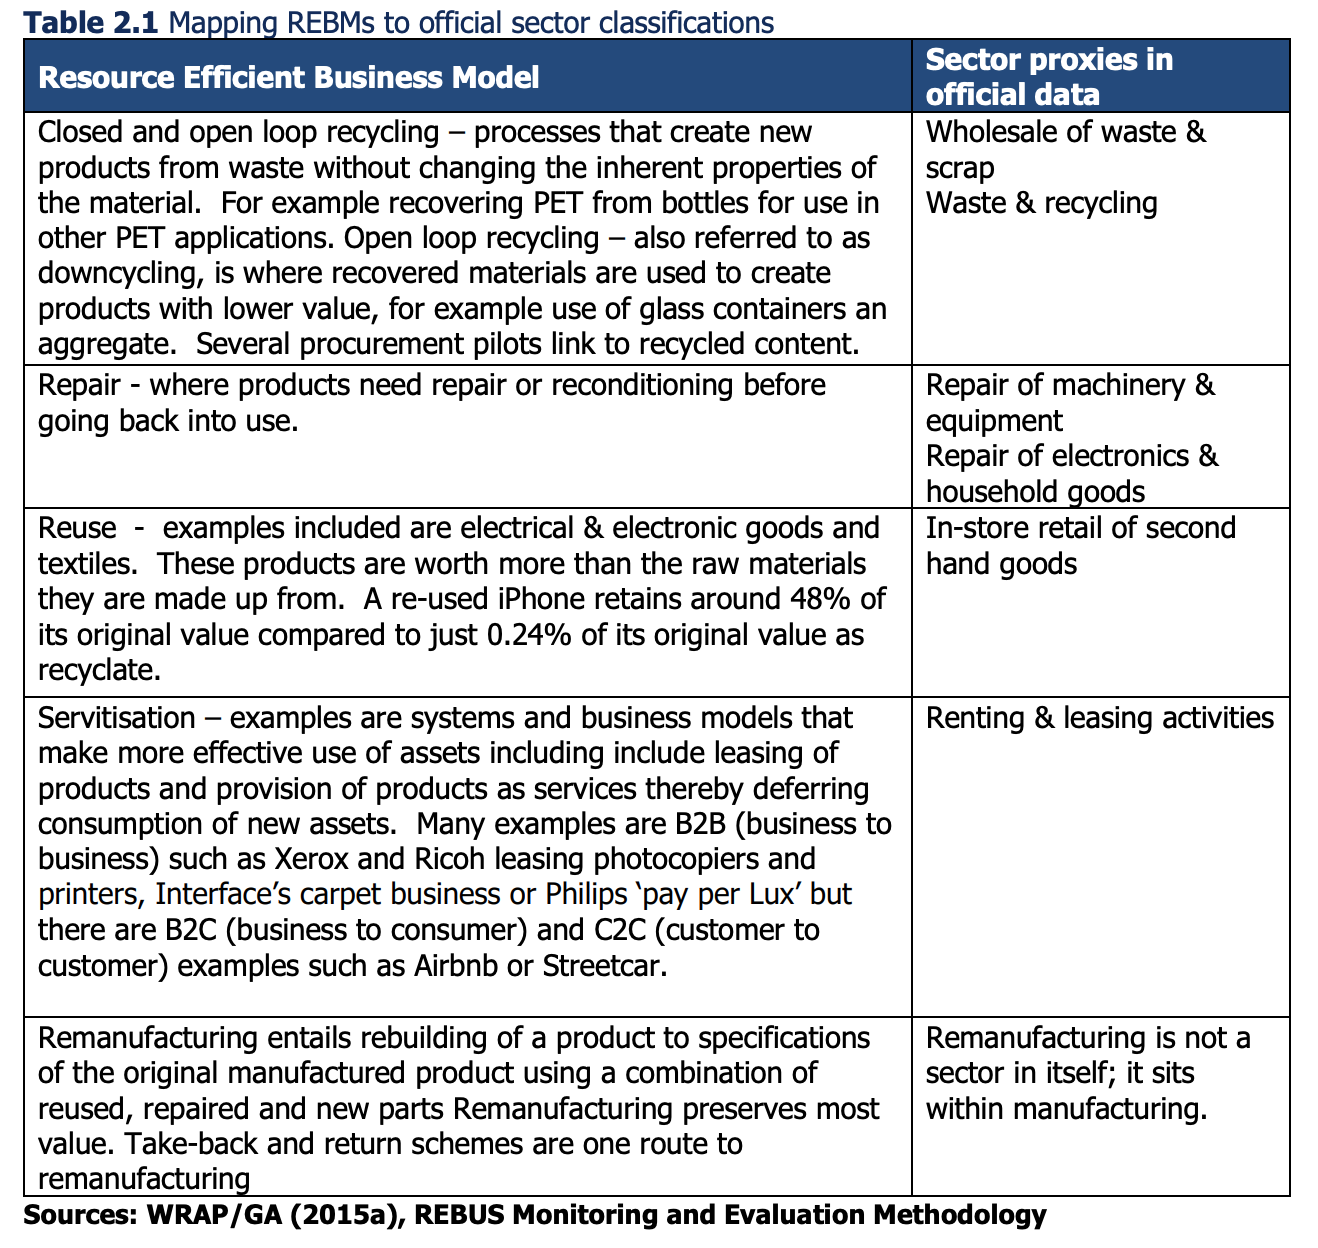 Table 2.1 Mapping REBMs to official sector classifications
Resource Efficient Business Model
Sector proxies in
official data
Closed and open loop recycling – processes that create new
products from waste without changing the inherent properties of
the material.  For example recovering PET from bottles for use in
other PET applications. Open loop recycling – also referred to as
downcycling, is where recovered materials are used to create
products with lower value, for example use of glass containers an
aggregate.  Several procurement pilots link to recycled content.
Wholesale of waste &
scrap
Waste & recycling
Repair - where products need repair or reconditioning before
going back into use.
Repair of machinery &
equipment
Repair of electronics &
household goods
Reuse  -  examples included are electrical & electronic goods and
textiles.  These products are worth more than the raw materials
they are made up from.  A re-used iPhone retains around 48% of
its original value compared to just 0.24% of its original value as
recyclate.
In-store retail of second
hand goods
Servitisation – examples are systems and business models that
make more effective use of assets including include leasing of
products and provision of products as services thereby deferring
consumption of new assets.  Many examples are B2B (business to
business) such as Xerox and Ricoh leasing photocopiers and
printers, Interface’s carpet business or Philips ‘pay per Lux’ but
there are B2C (business to consumer) and C2C (customer to
customer) examples such as Airbnb or Streetcar.
Renting & leasing activities
Remanufacturing entails rebuilding of a product to specifications
of the original manufactured product using a combination of
reused, repaired and new parts Remanufacturing preserves most
value. Take-back and return schemes are one route to
remanufacturing
Remanufacturing is not a
sector in itself; it sits
within manufacturing.
Sources: WRAP/GA (2015a), REBUS Monitoring and Evaluation Methodology